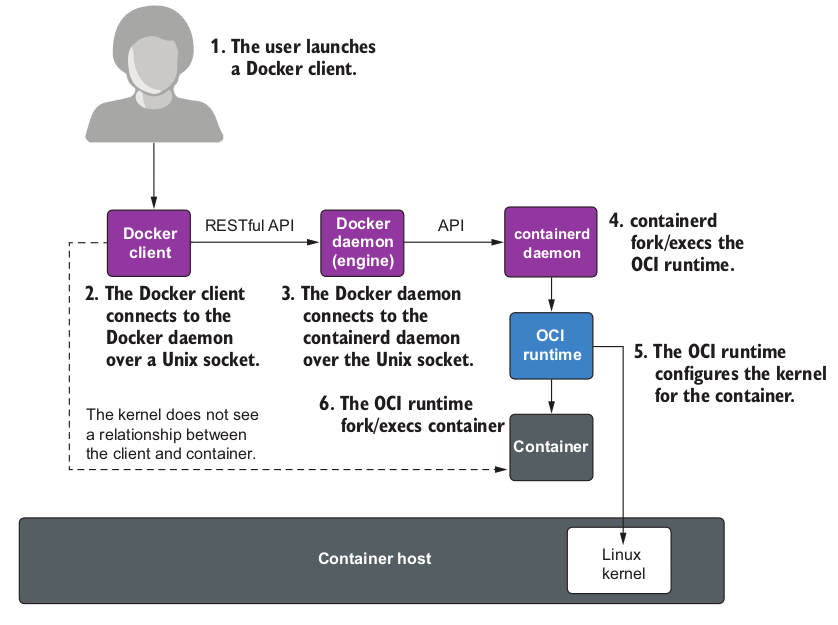 1. The user launches
a Docker client.
Docker
client
RESTful API
Docker
daemon
(engine)
API
containerd
daemon
4. containerd
fork/execs the
OCI runtime.
2. The Docker client
connects to the
Docker daemon
over a Unix socket.
3. The Docker daemon
connects to the
containerd daemon
over the Unix socket.
OCI
runtime
5. The OCI runtime
configures the kernel
for the container.
6. The OCI runtime
fork/execs container
The kernel does not see
a relationship between
the client and container.
Container
Container host
Linux
kernel